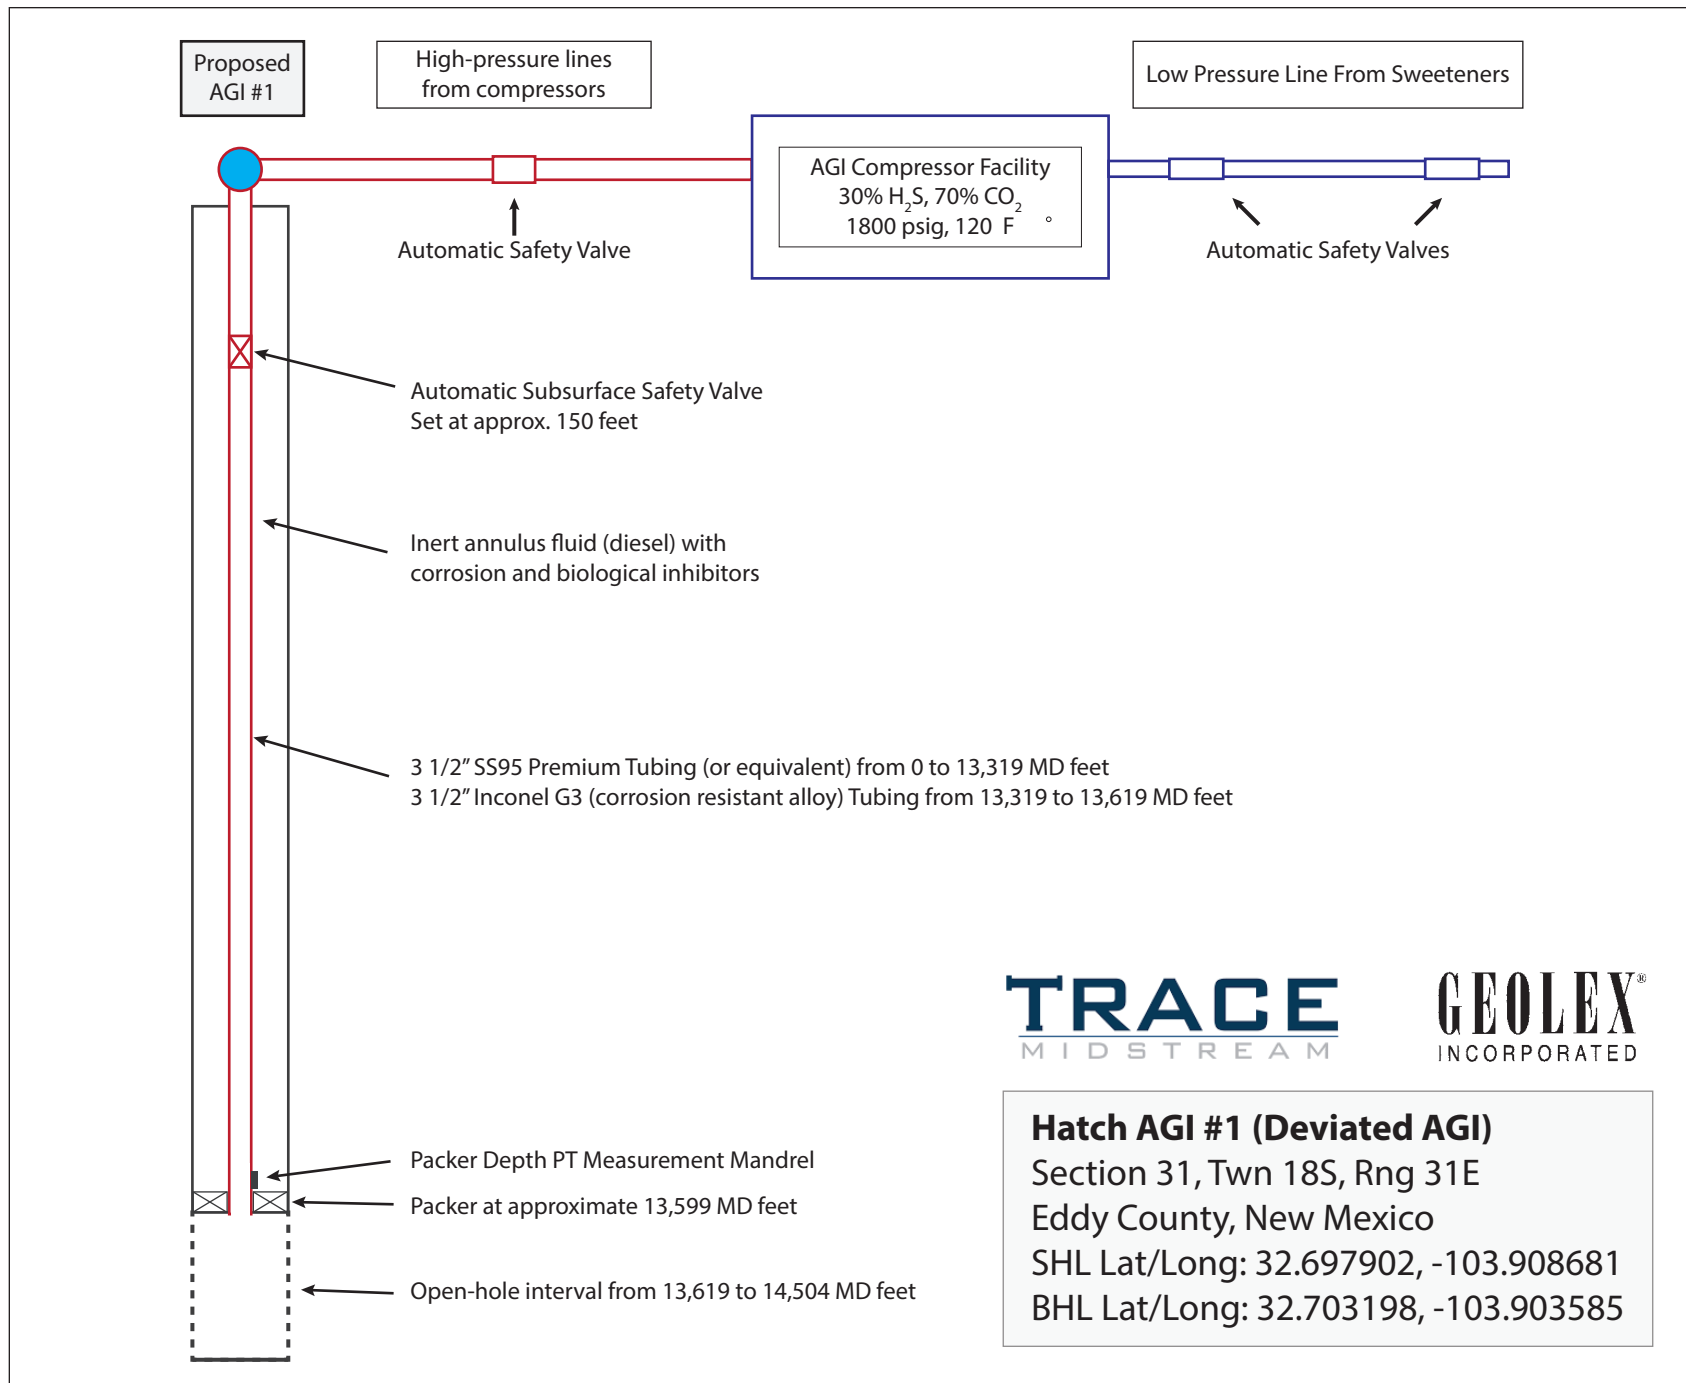 Proposed
AGI #1
High-pressure lines
from compressors
Low Pressure Line From Sweeteners
AGI Compressor Facility
30% H2S, 70% CO2
1800 psig, 120 F °
Automatic Safety Valve
Automatic Safety Valves
Automatic Subsurface Safety Valve
Set at approx. 150 feet
Inert annulus fluid (diesel) with
corrosion and biological inhibitors
3 1/2” SS95 Premium Tubing (or equivalent) from 0 to 13,319 MD feet
3 1/2” Inconel G3 (corrosion resistant alloy) Tubing from 13,319 to 13,619 MD feet
Packer Depth PT Measurement Mandrel
Packer at approximate 13,599 MD feet
Open-hole interval from 13,619 to 14,504 MD feet
TRACE
MIDSTREAM
GEOLEX®
INCORPORATED
Hatch AGI #1 (Deviated AGI)
Section 31, Twn 18S, Rng 31E
Eddy County, New Mexico
SHL Lat/Long: 32.697902, -103.908681
BHL Lat/Long: 32.703198, -103.903585